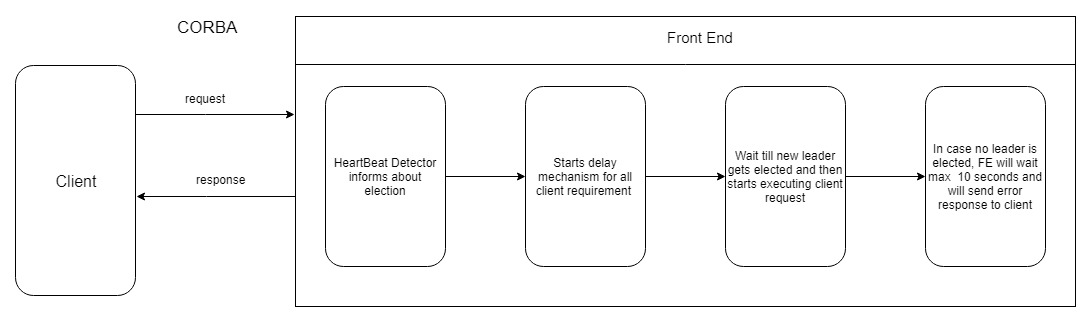 CORBA
Front End
request
response
Client
HeartBeat Detector
informs about
election
Starts delay
mechanism for all
client requirement
Wait till new leader
gets elected and then
starts executing client
request
In case no leader is
elected, FE will wait
max  10 seconds and
will send error
response to client